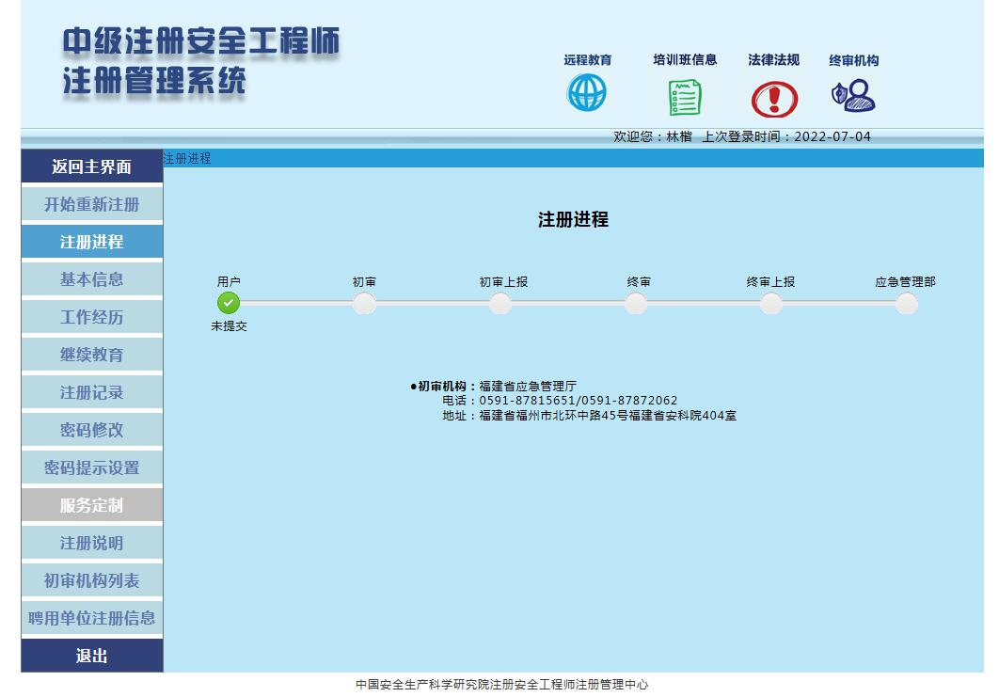 中级注册安全工程师
注册管理系统
远程教育
培训班信息
法律法规
终审机构
欢迎您：林楷 上次登录时间：2022-07-04
返回主界面
开始重新注册
注册进程
基本信息
工作经历
继续教育
注册记录
密码修改
密码提示设置
服务定制
注册说明
初审机构列表
聘用单位注册信息
退出
注册进程
注册进程
用户
初审
初审上报
终审
终审上报
应急管理部
未提交
●初审机构：福建省应急管理厅
电话：0591-87815651/0591-87872062
地址：福建省福州市北环中路45号福建省安科院404室
中国安全生产科学研究院注册安全工程师注册管理中心